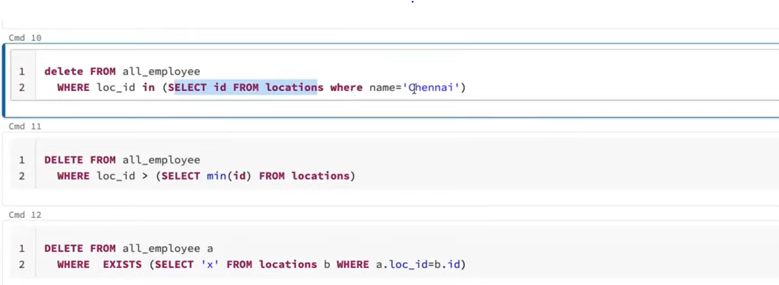 Cmd 10
1 delete FROM all_employee
2 WHERE loc_id in (SELECT id FROM locations where name='Chennai')
Cmd 11
1 DELETE FROM all_employee
2 WHERE loc_id > (SELECT min(id) FROM locations)
Cmd 12
1 DELETE FROM all_employee a
2 WHERE EXISTS (SELECT 'x' FROM locations b WHERE a.loc_id=b.id)